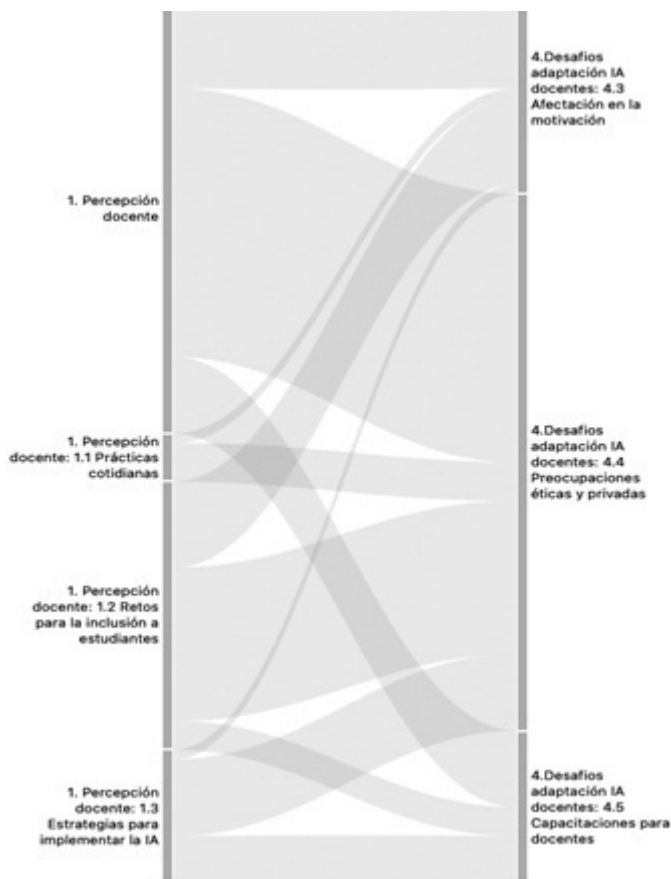 1. Percepción
docente
1. Percepción
docente: 1.1 Prácticas
cotidianas
1. Percepción
docente: 1.2 Retos
para la inclusión a
estudiantes
1. Percepción
docente: 1.3
Estrategias para
implementar la IA
4.Desafios
adaptación IA
docentes: 4.3
Afectación en la
motivación
4.Desafios
adaptación IA
docentes: 4.4
Preocupaciones
éticas y privadas
4.Desafios
adaptación IA
docentes: 4.5
Capacitaciones para
docentes